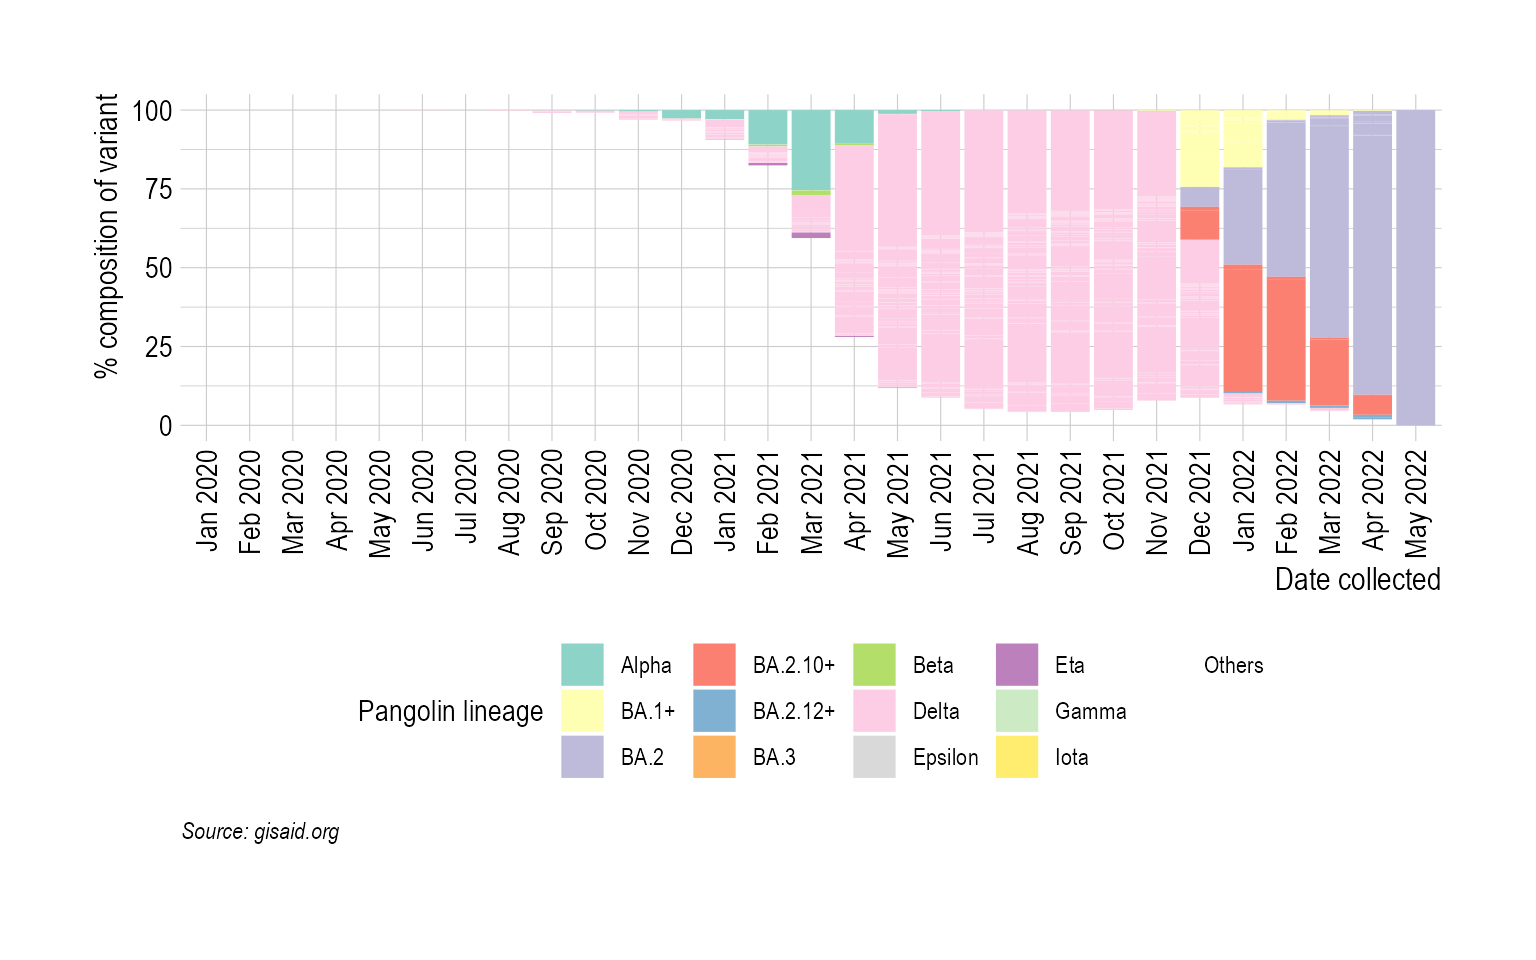 % composition of variant
100
75
50
25
0
Jan 2020
Feb 2020
Mar 2020
Apr 2020
May 2020
Jun 2020
Jul 2020
Aug 2020
Sep 2020
Oct 2020
Nov 2020
Dec 2020
Jan 2021
Feb 2021
Mar 2021
Apr 2021
May 2021
Jun 2021
Jul 2021
Aug 2021
Sep 2021
Oct 2021
Nov 2021
Dec 2021
Jan 2022
Feb 2022
Mar 2022
Apr 2022
May 2022
Date collected
Pangolin lineage
Alpha
BA.1+
BA.2
BA.2.10+
BA.2.12+
BA.3
Beta
Delta
Epsilon
Eta
Gamma
Iota
Others
Source: gisaid.org